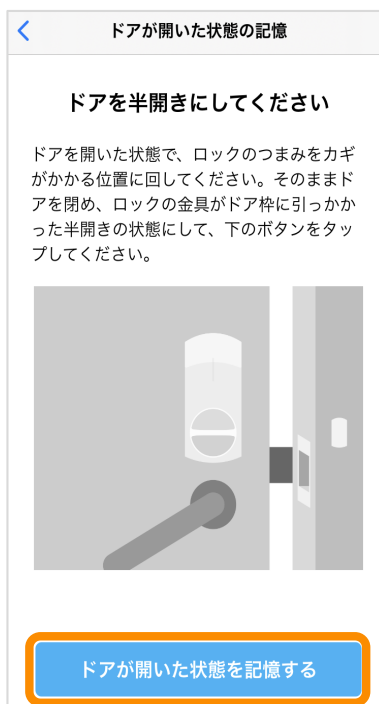 ドアが開いた状態の記憶
ドアを半開きにしてください
ドアを開いた状態で、ロックのつまみをカギ
がかかる位置に回してください。そのままド
アを閉め、ロックの金具がドア枠に引っかか
った半開きの状態にして、下のボタンをタッ
プしてください。
ドアが開いた状態を記憶する